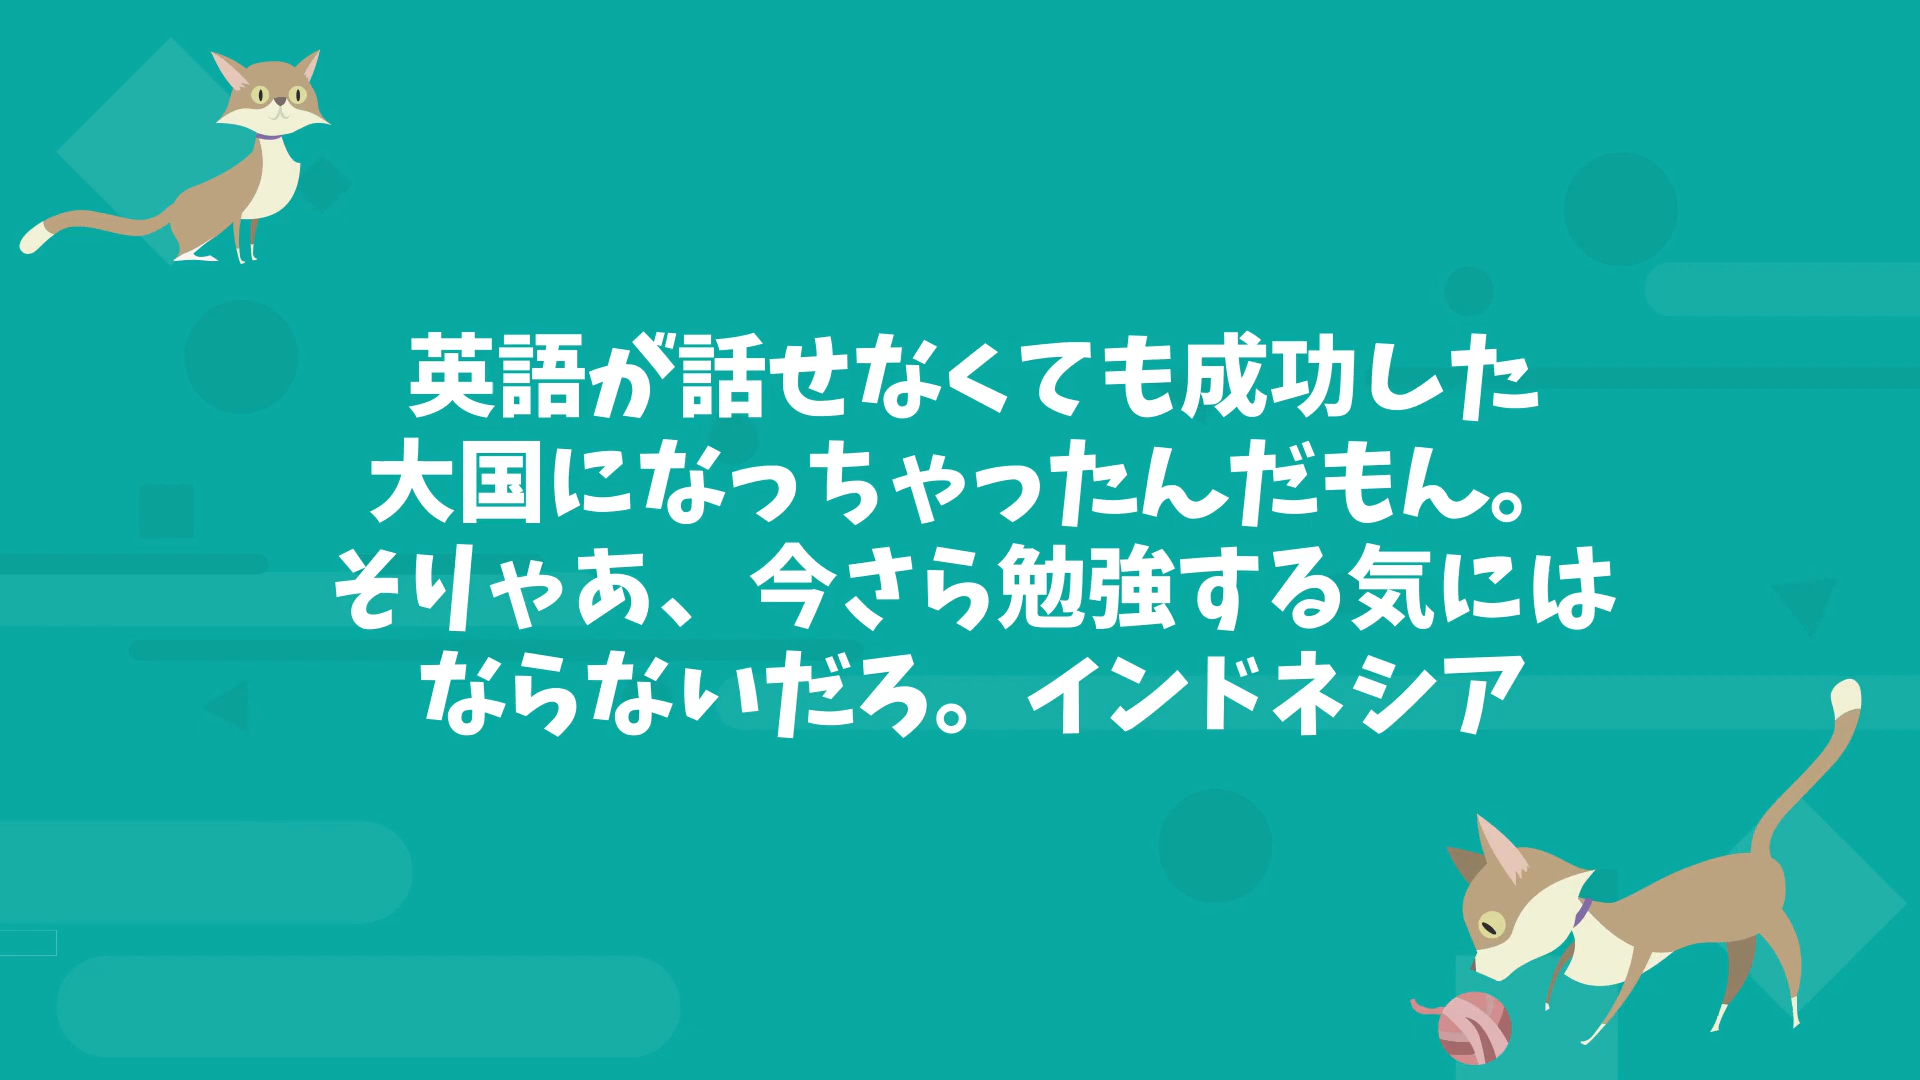 英語が話せなくても成功した
大国になっちゃったんだもん。
そりゃあ、今さら勉強する気には
ならないだろ。インドネシア